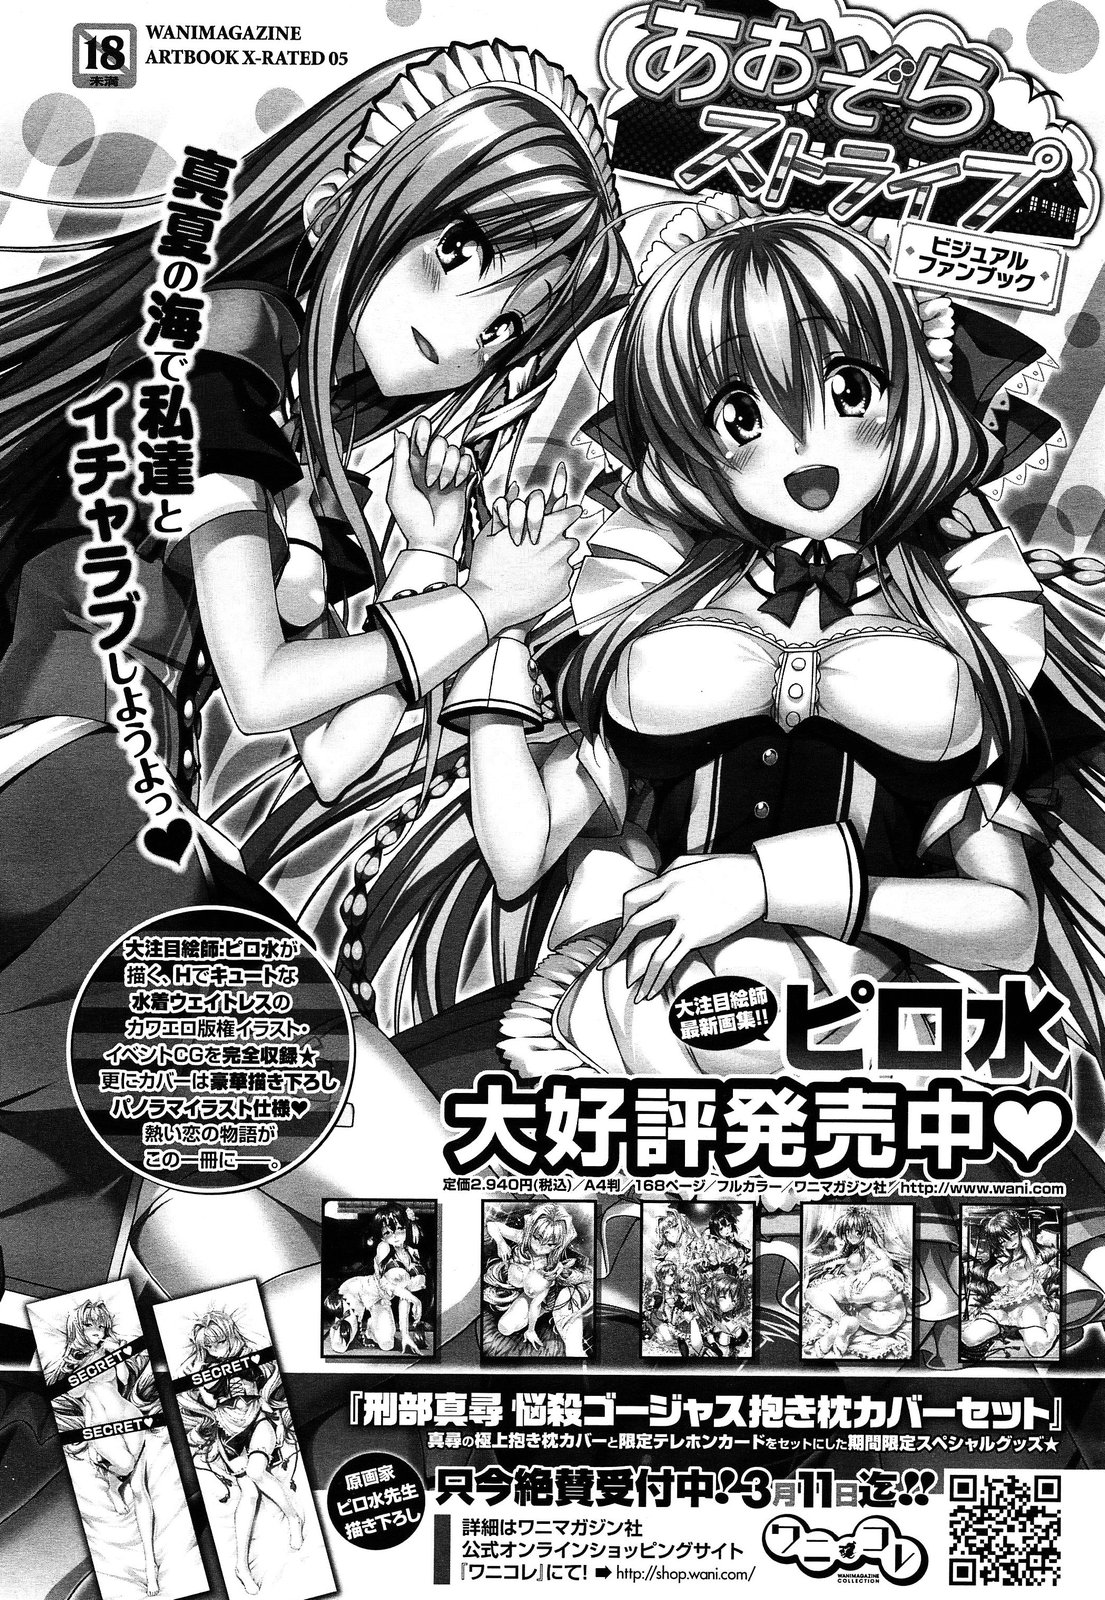 18
未満
WANIMAGAZINE
ARTBOOK X-RATED 05
あおぞら
ストライプ
ビジュアル
ファンブック
真夏の海で私達と
イチャラブしようよっ♥
大注目絵師:ピロ水が
描く、Hでキュートな
水着ウェイトレスの
カワエロ版権イラスト・
イベントCGを完全収録★
更にカバーは豪華描き下ろし
パノラマイラスト仕様♥
熱い恋の物語が
この一冊に――。
大注目絵師
最新画集!!
ピロ水
大好評発売中♥
定価2,940円(税込)/A4判/168ページ/フルカラー/ワニマガジン社/http://www.wani.com
SECRET♥
SECRET♥
SECRET♥
『刑部真尋 悩殺ゴージャス抱き枕カバーセット』
真尋の極上抱き枕カバーと限定テレホンカードをセットにした期間限定スペシャルグッズ★
原画家
ピロ水先生
描き下ろし
只今絶賛受付中!3月11日迄!!
詳細はワニマガジン社
公式オンラインショッピングサイト
『ワニコレ』にて!➡http://shop.wani.com/
ワニコレ
WANIMAGAZINE
COLLECTION